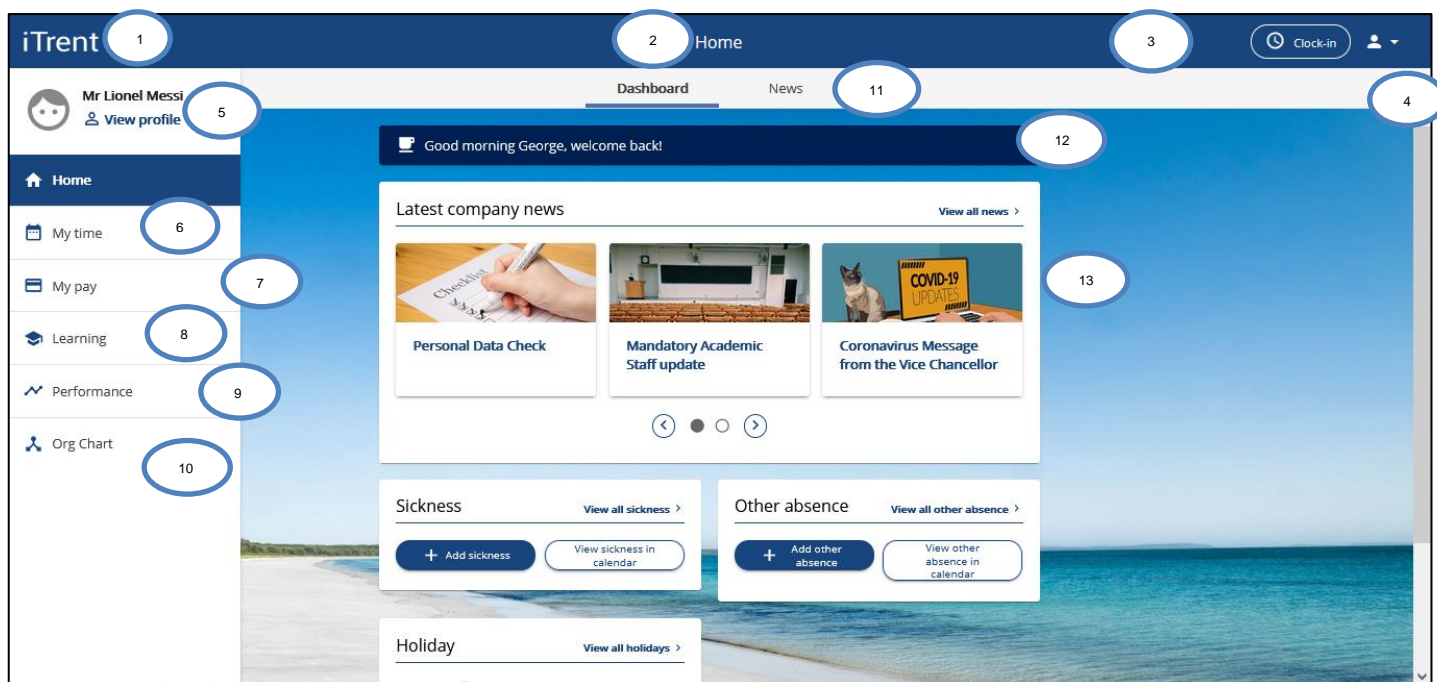 iTrent
1
2
Home
3
Clock-in
Mr Lionel Messi
View profile
5
Dashboard
News
11
4
Good morning George, welcome back!
12
Home
My time
6
My pay
7
Learning
8
Performance
9
Org Chart
10
Latest company news
View all news >
Checklist
COVID-19
UPDATES
13
Personal Data Check
Mandatory Academic
Staff update
Coronavirus Message
from the Vice Chancellor
Sickness
View all sickness >
+ Add sickness
View sickness in
calendar
Other absence
View all other absence >
+ Add other
absence
View other
absence in
calendar
Holiday
View all holidays >